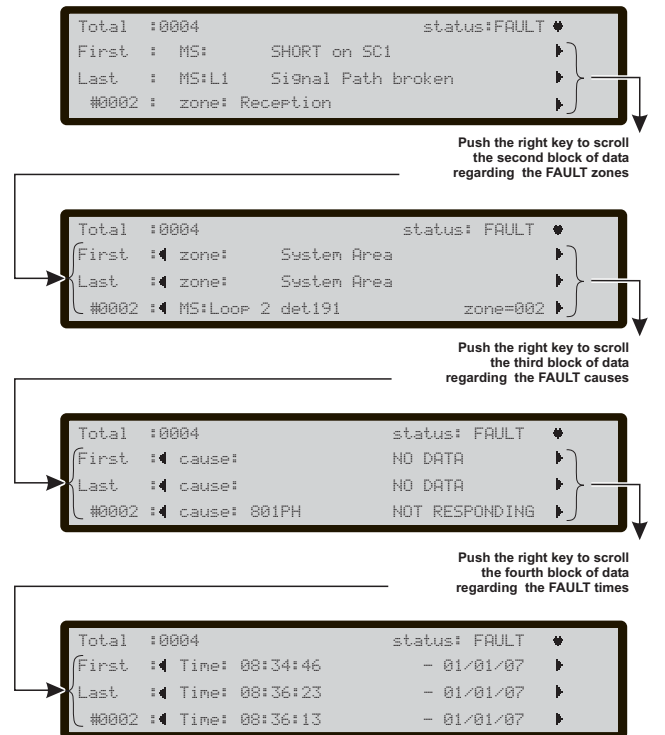 Total :0004 status:FAULT ♥
First : MS: SHORT on SC1 ▶
Last : MS:L1 Signal Path broken ▶
#0002 : zone: Reception ▶
Push the right key to scroll
the second block of data
regarding the FAULT zones
Total :0004 status: FAULT ♥
First :◀ zone: System Area ▶
Last :◀ zone: System Area ▶
#0002 :◀ MS:Loop 2 det191 zone=002 ▶
Push the right key to scroll
the third block of data
regarding the FAULT causes
Total :0004 status: FAULT ♥
First :◀ cause: NO DATA ▶
Last :◀ cause: NO DATA ▶
#0002 :◀ cause: 801PH NOT RESPONDING ▶
Push the right key to scroll
the fourth block of data
regarding the FAULT times
Total :0004 status: FAULT ♥
First :◀ Time: 08:34:46 - 01/01/07 ▶
Last :◀ Time: 08:36:23 - 01/01/07 ▶
#0002 :◀ Time: 08:36:13 - 01/01/07 ▶